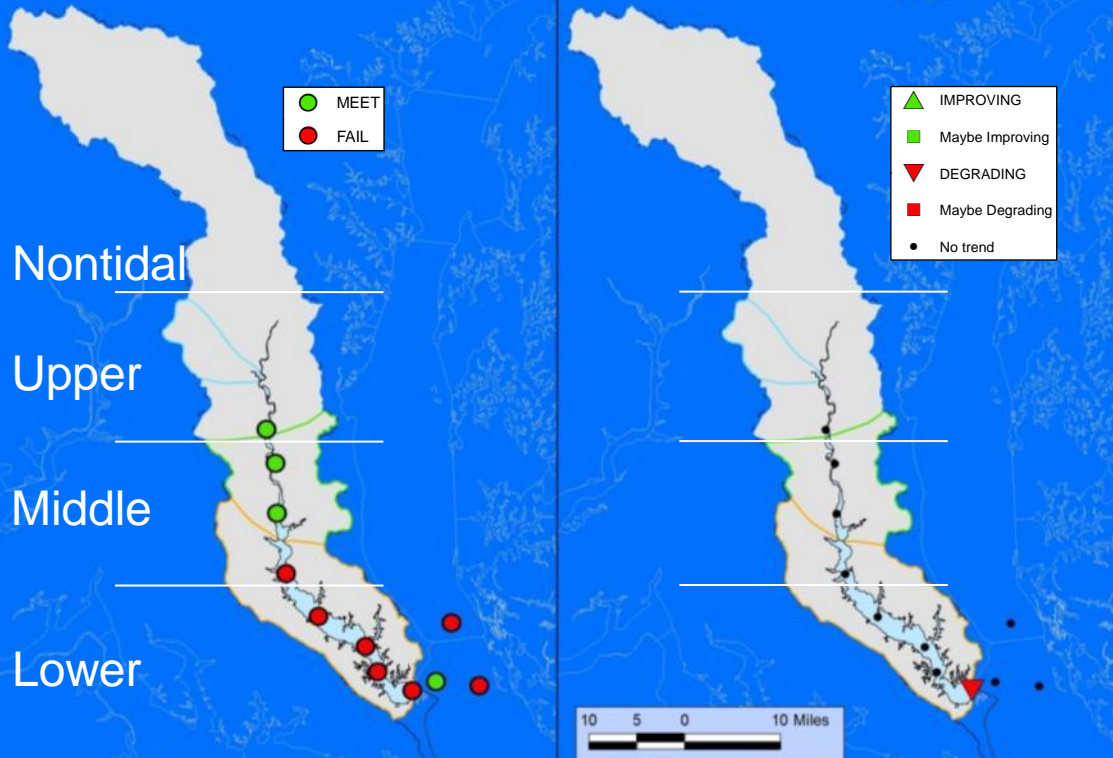 MEET
FAIL
Nontidal
Upper
Middle
Lower
IMPROVING
Maybe Improving
DEGRADING
Maybe Degrading
No trend
10 5 0 10 Miles